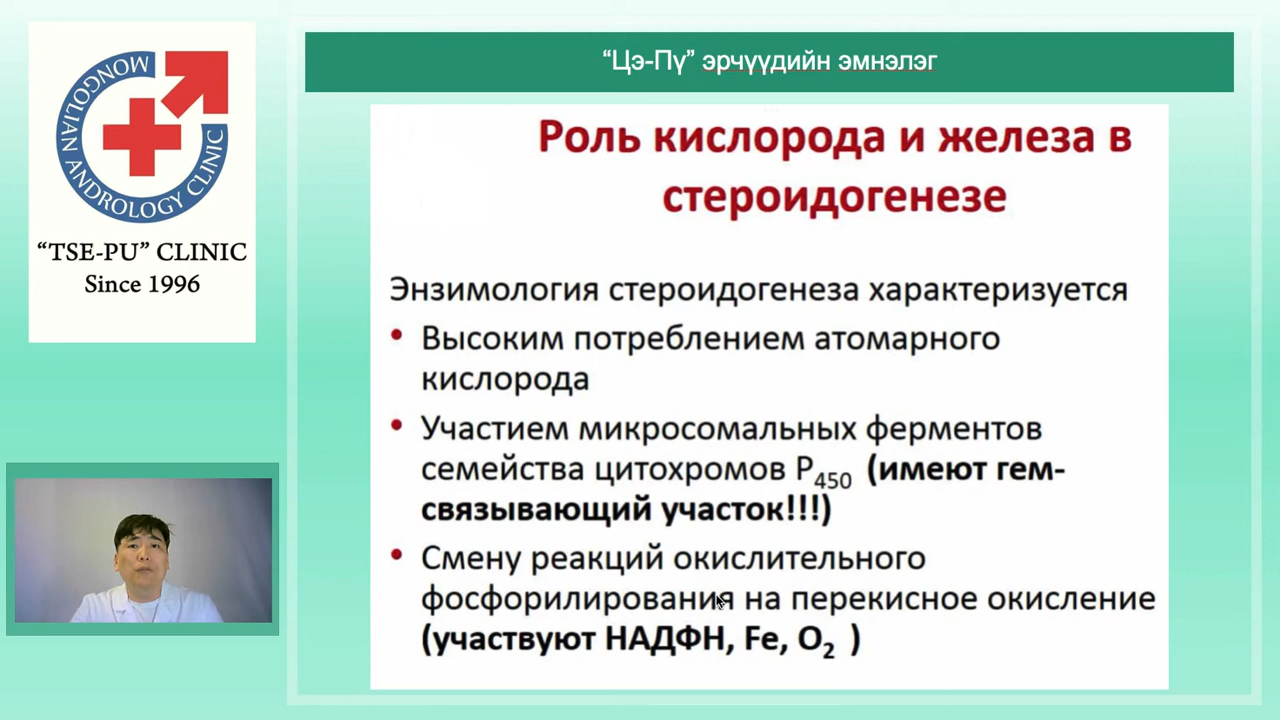 MONGOLIAN ANDROLOGY CLINIC
“TSE-PU” CLINIC
Since 1996
“Цэ-Пү” эрчүүдийн эмнэлэг
Роль кислорода и железа в
стероидогенезе
Энзимология стероидогенеза характеризуется
• Высоким потреблением атомарного
кислорода
• Участием микросомальных ферментов
семейства цитохромов P450 (имеют гем-
связывающий участок!!!)
• Смену реакций окислительного
фосфорилирования на перекисное окисление
(участвуют НАДФН, Fe, O2 )